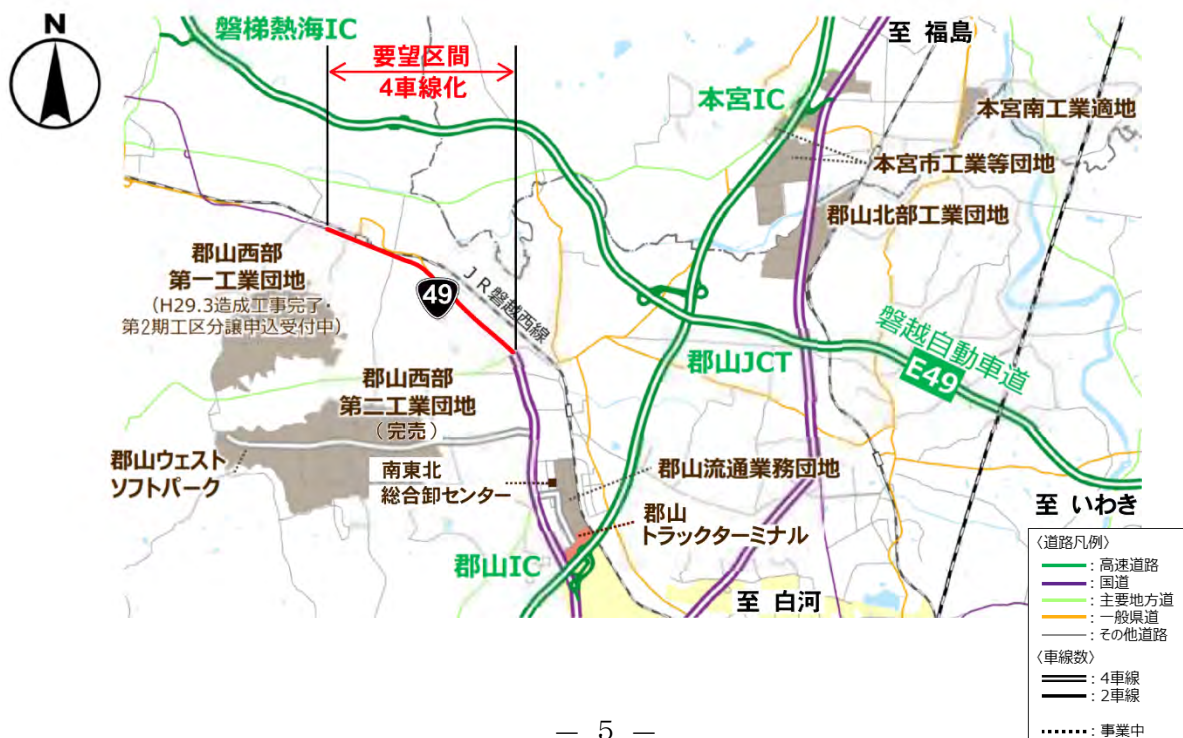 N
磐梯熱海IC
要望区間
4車線化
至 福島
本宮IC
本宮南工業適地
本宮市工業等団地
郡山北部工業団地
郡山西部
第一工業団地
（H29.3造成工事完了・
第2期工区分譲申込受付中）
49
JR磐越西線
郡山JCT
磐越自動車道
E49
郡山西部
第二工業団地
（完売）
郡山ウェスト
ソフトパーク
南東北
総合卸センター
郡山流通業務団地
郡山
トラックターミナル
郡山IC
至 いわき
至 白河
〈道路凡例〉
：高速道路
：国道
：主要地方道
：一般県道
：その他道路
〈車線数〉
：4車線
：2車線
：事業中
－ 5 －